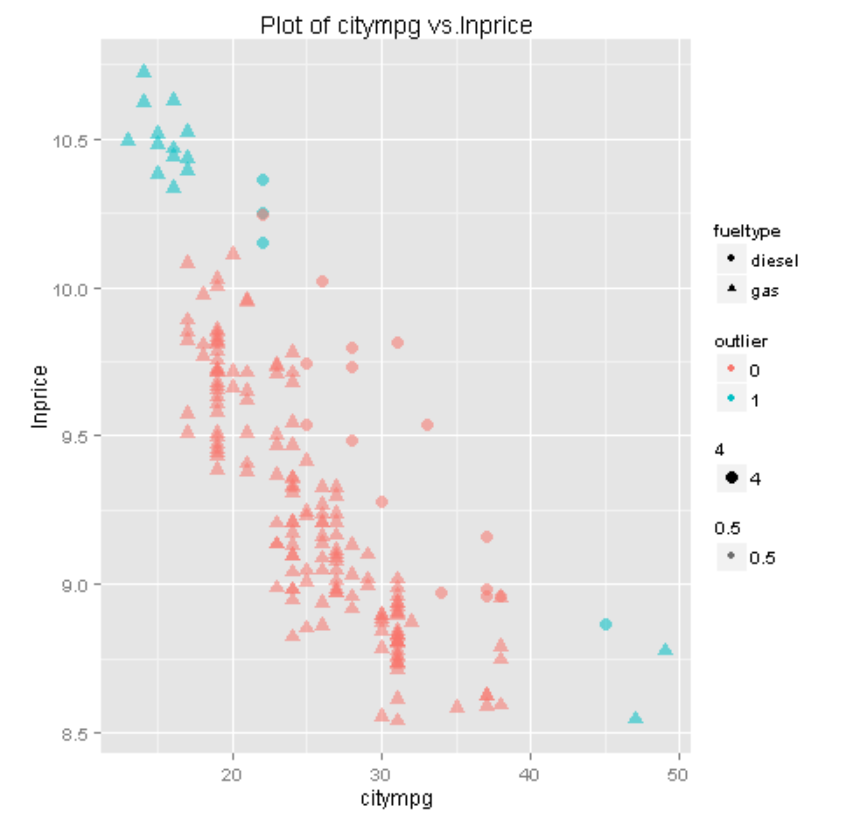 Plot of citympg vs.lnprice
lnprice
10.5
10.0
9.5
9.0
8.5
20 30 40 50
citympg
fueltype
diesel
gas
outlier
0
1
4
4
0.5
0.5